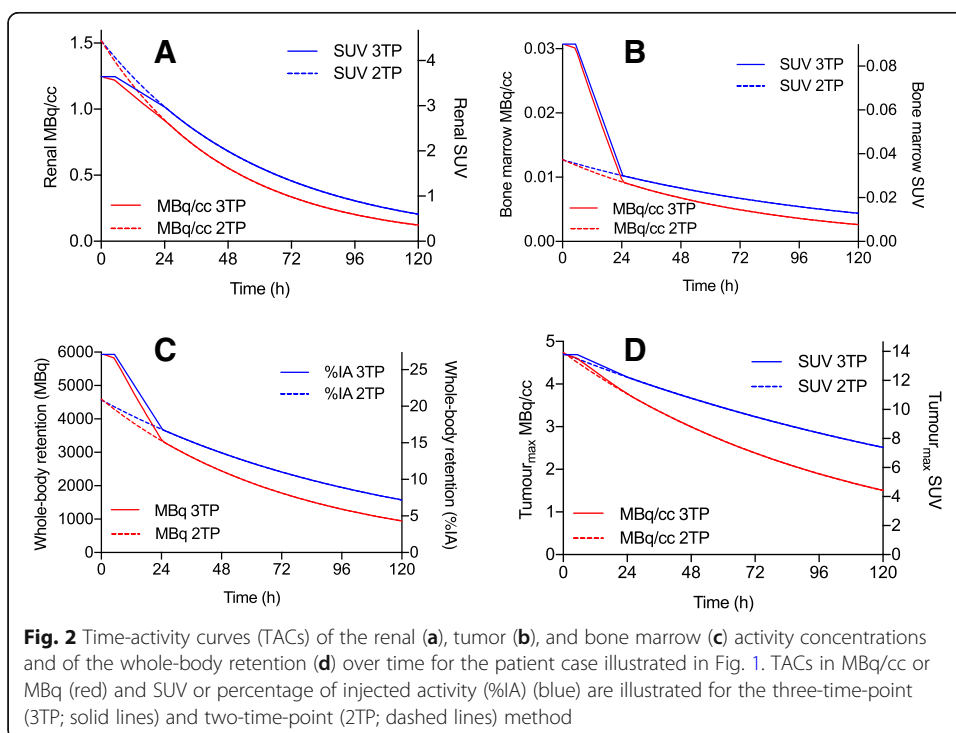 A
1.5
1.0
0.5
0.0
Renal MBq/cc
SUV 3TP
SUV 2TP
MBq/cc 3TP
MBq/cc 2TP
4
3
2
1
0
Renal SUV
0 24 48 72 96 120
Time (h)
B
0.03
0.02
0.01
0.00
Bone marrow MBq/cc
SUV 3TP
SUV 2TP
MBq/cc 3TP
MBq/cc 2TP
0.08
0.06
0.04
0.02
0.00
Bone marrow SUV
0 24 48 72 96 120
Time (h)
C
6000
5000
4000
3000
2000
1000
0
Whole-body retention (MBq)
%IA 3TP
%IA 2TP
MBq 3TP
MBq 2TP
25
20
15
10
5
0
Whole-body retention (%IA)
0 24 48 72 96 120
Time (h)
D
5
4
3
2
1
0
Tumour max MBq/cc
SUV 3TP
SUV 2TP
MBq/cc 3TP
MBq/cc 2TP
14
12
10
8
6
4
2
0
Tumour max SUV
0 24 48 72 96 120
Time (h)
Fig. 2 Time-activity curves (TACs) of the renal (a), tumor (b), and bone marrow (c) activity concentrations
and of the whole-body retention (d) over time for the patient case illustrated in Fig. 1. TACs in MBq/cc or
MBq (red) and SUV or percentage of injected activity (%IA) (blue) are illustrated for the three-time-point
(3TP; solid lines) and two-time-point (2TP; dashed lines) method